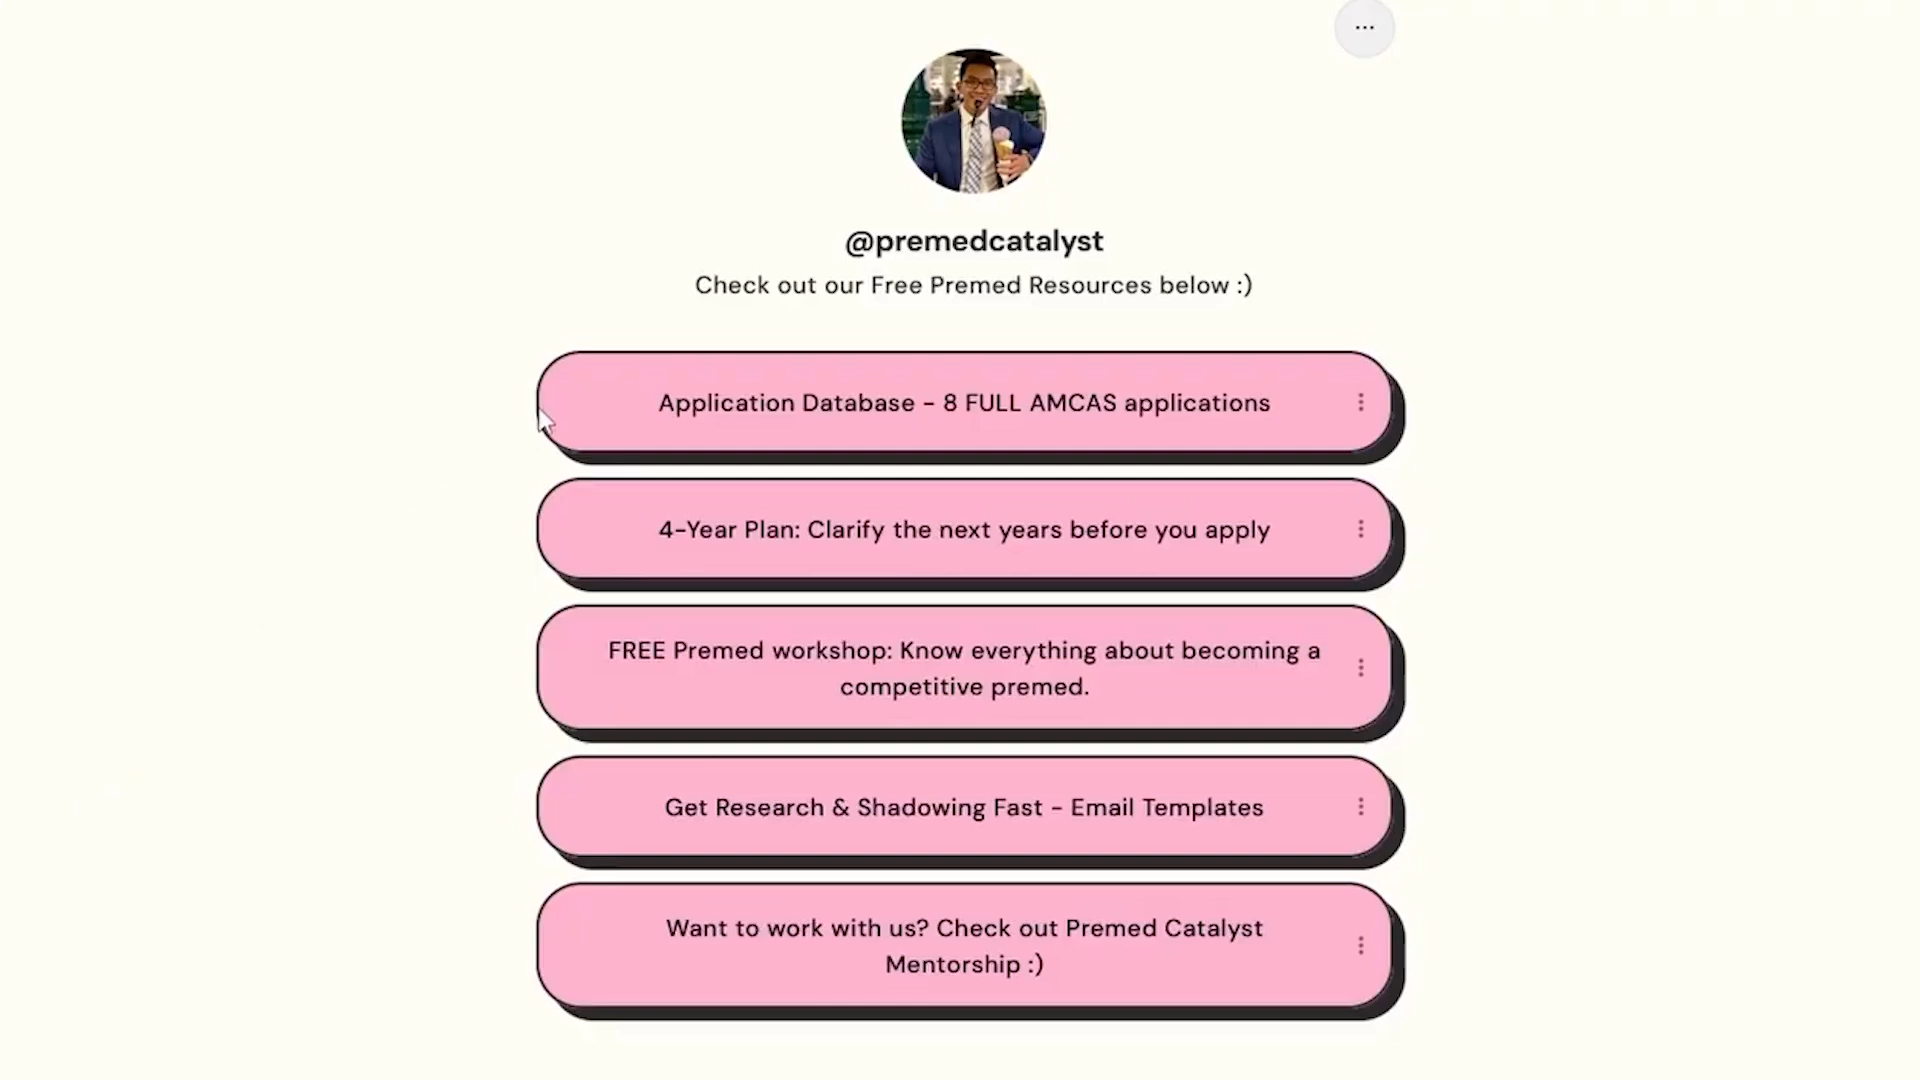 @premedcatalyst
Check out our Free Premed Resources below :)
Application Database - 8 FULL AMCAS applications
4-Year Plan: Clarify the next years before you apply
FREE Premed workshop: Know everything about becoming a
competitive premed.
Get Research & Shadowing Fast - Email Templates
Want to work with us? Check out Premed Catalyst
Mentorship :)